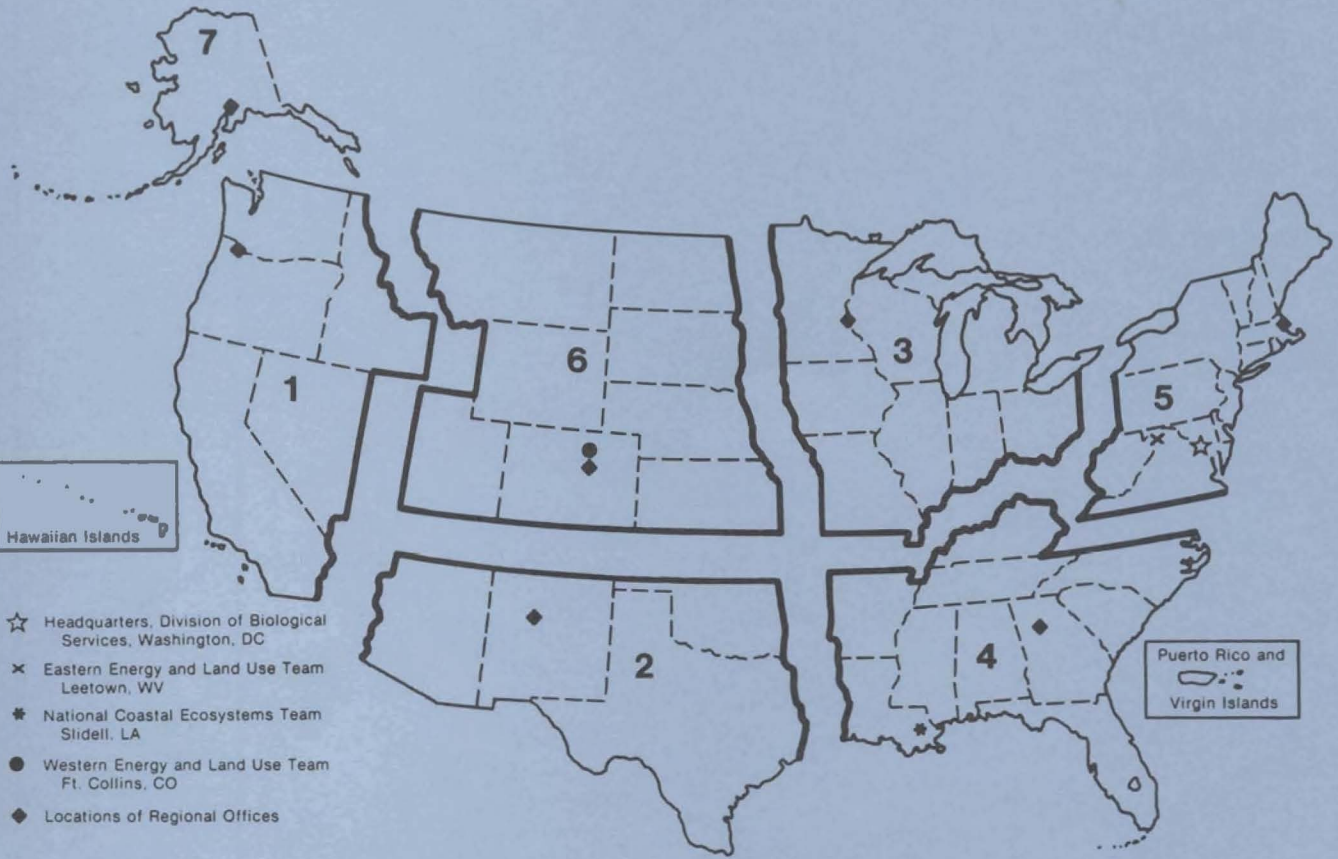 7
1
6
3
5
2
4
Hawaiian Islands
Headquarters, Division of Biological
Services, Washington, DC
Eastern Energy and Land Use Team
Leetown, WV
National Coastal Ecosystems Team
Slidell, LA
Western Energy and Land Use Team
Ft. Collins, CO
Locations of Regional Offices
Puerto Rico and
Virgin Islands